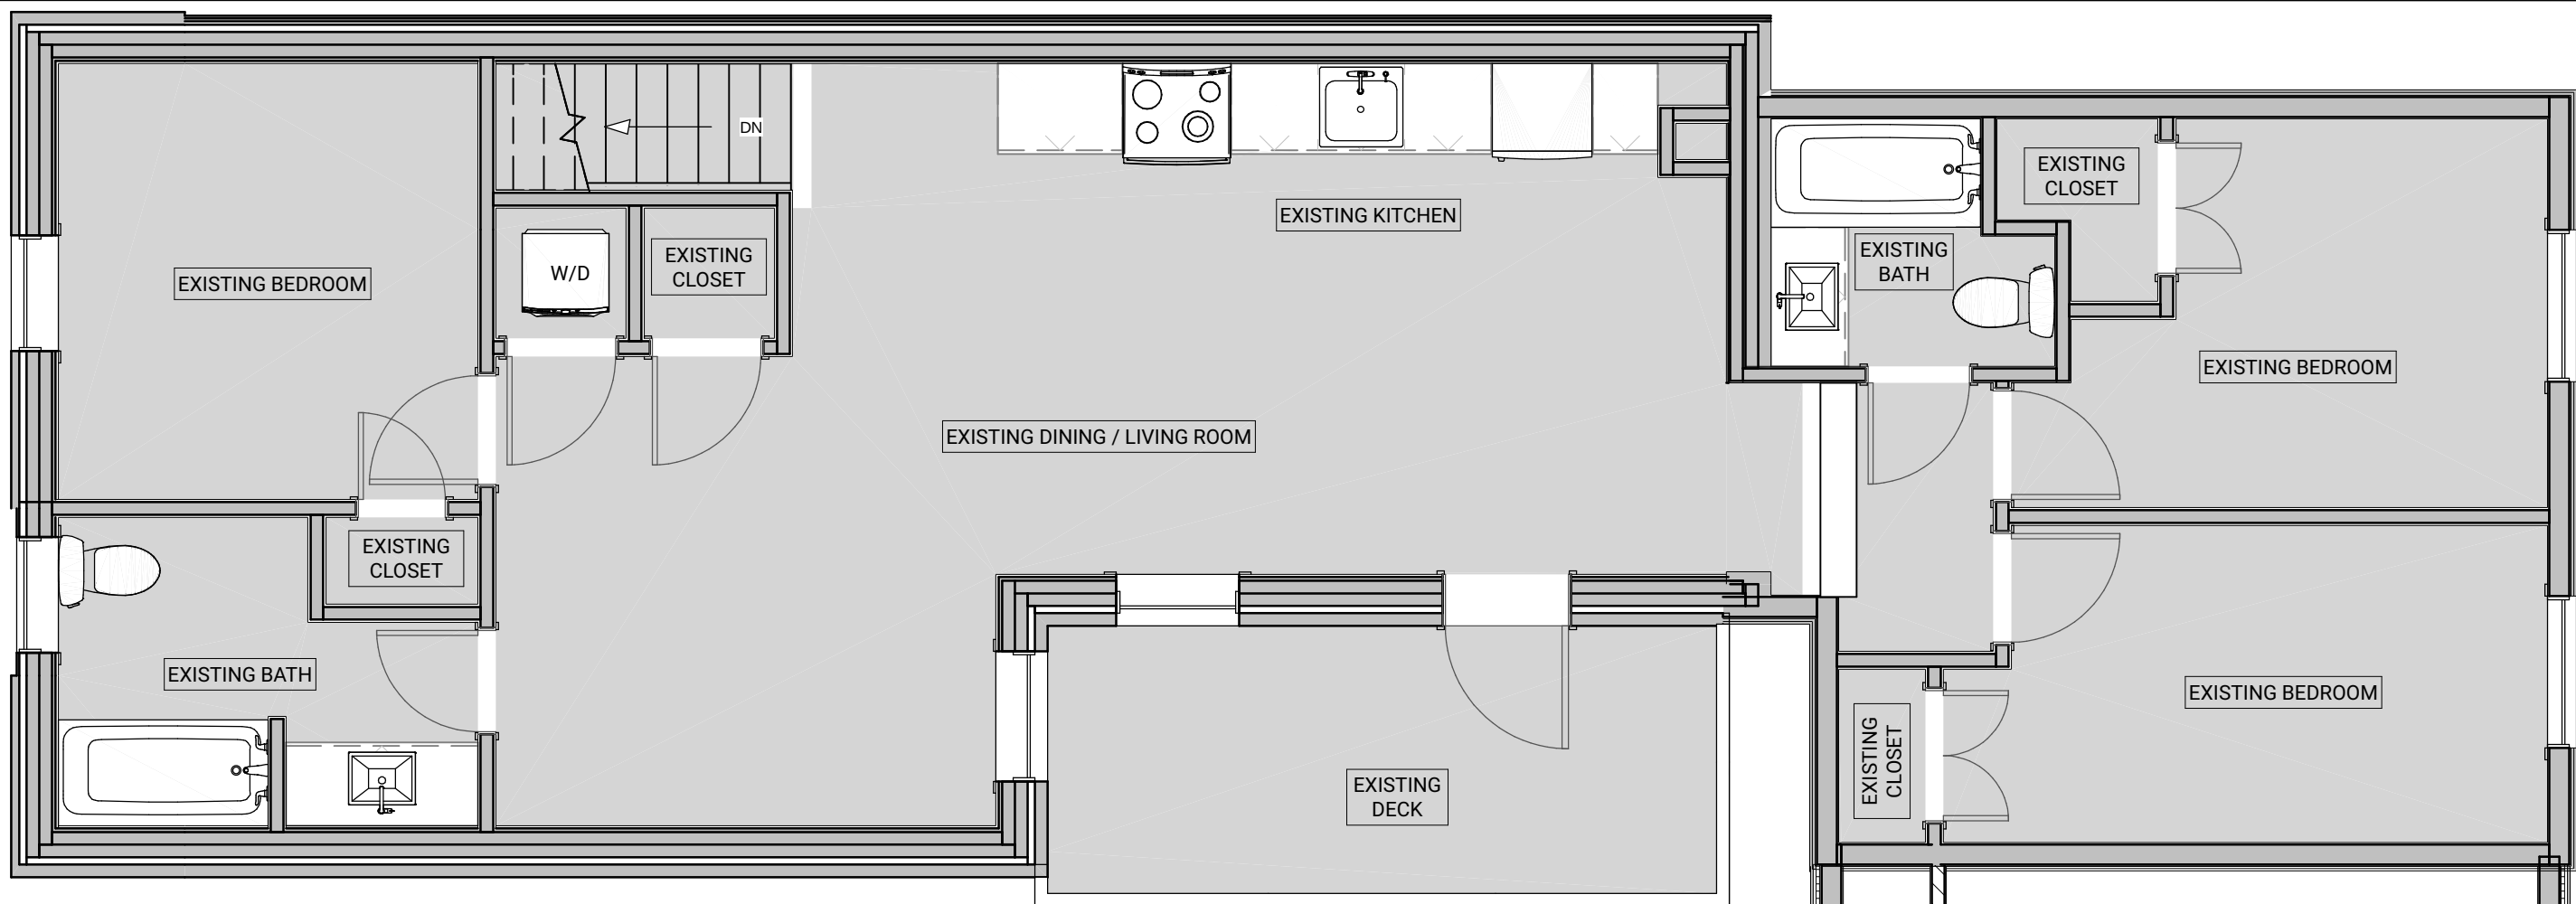 DN
EXISTING
CLOSET
EXISTING KITCHEN
EXISTING
CLOSET
EXISTING
BATH
W/D
EXISTING BEDROOM
EXISTING BEDROOM
EXISTING DINING / LIVING ROOM
EXISTING
CLOSET
EXISTING BATH
EXISTING BEDROOM
EXISTING
CLOSET
EXISTING
DECK